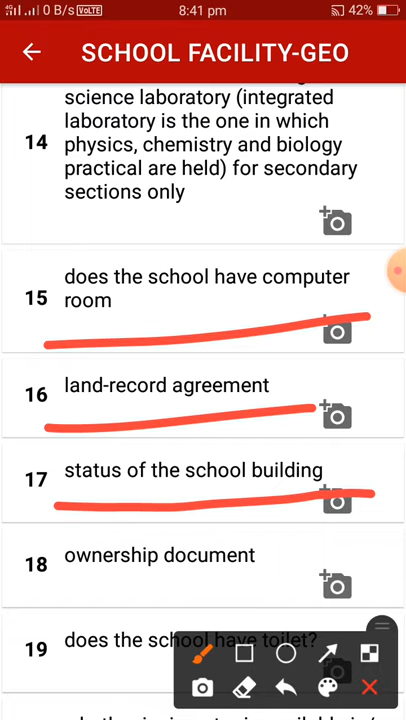 4G 0 B/s VoLTE 8:41 pm 42%
SCHOOL FACILITY-GEO
science laboratory (integrated
laboratory is the one in which
14 physics, chemistry and biology
practical are held) for secondary
sections only
does the school have computer
15 room
16 land-record agreement
17 status of the school building
18 ownership document
19 does the school have toilet?